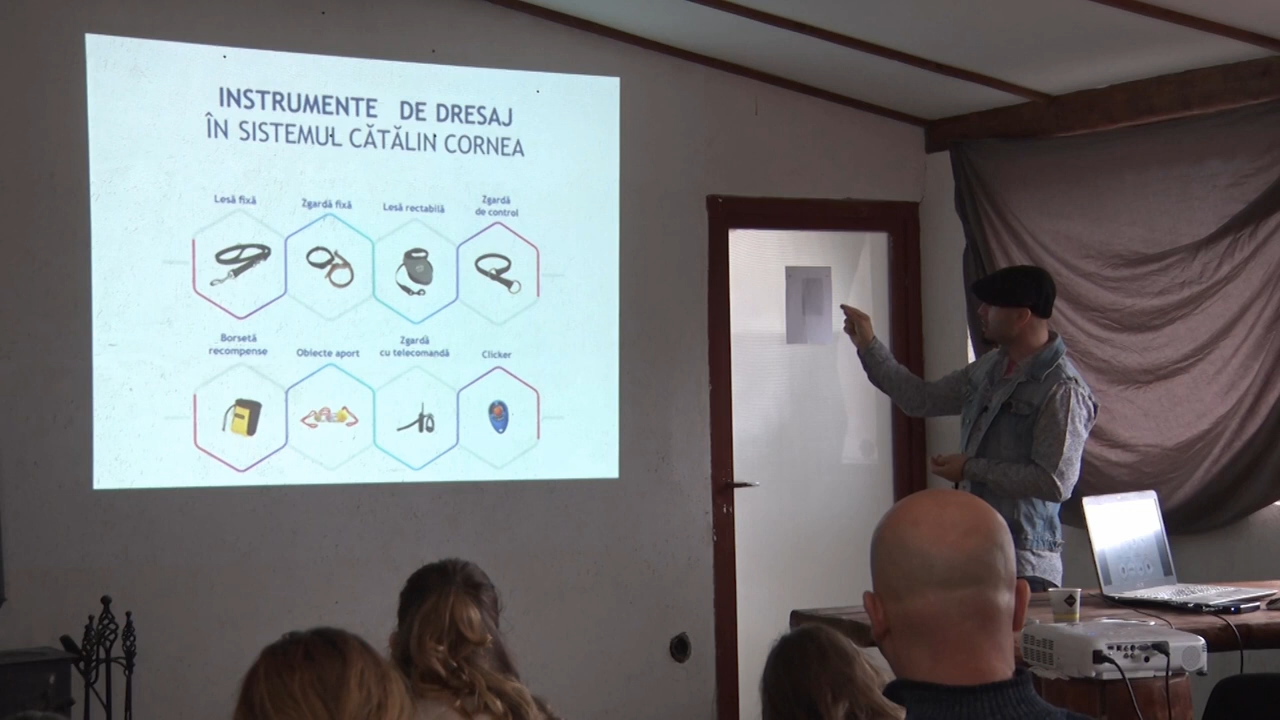 INSTRUMENTE DE DRESAJ
ÎN SISTEMUL CĂTĂLIN CORNEA
Lesă fixă
Zgardă fixă
Lesă rectabilă
Zgardă
de control
Borsetă
recompense
Obiecte aport
Zgardă
cu telecomandă
Clicker